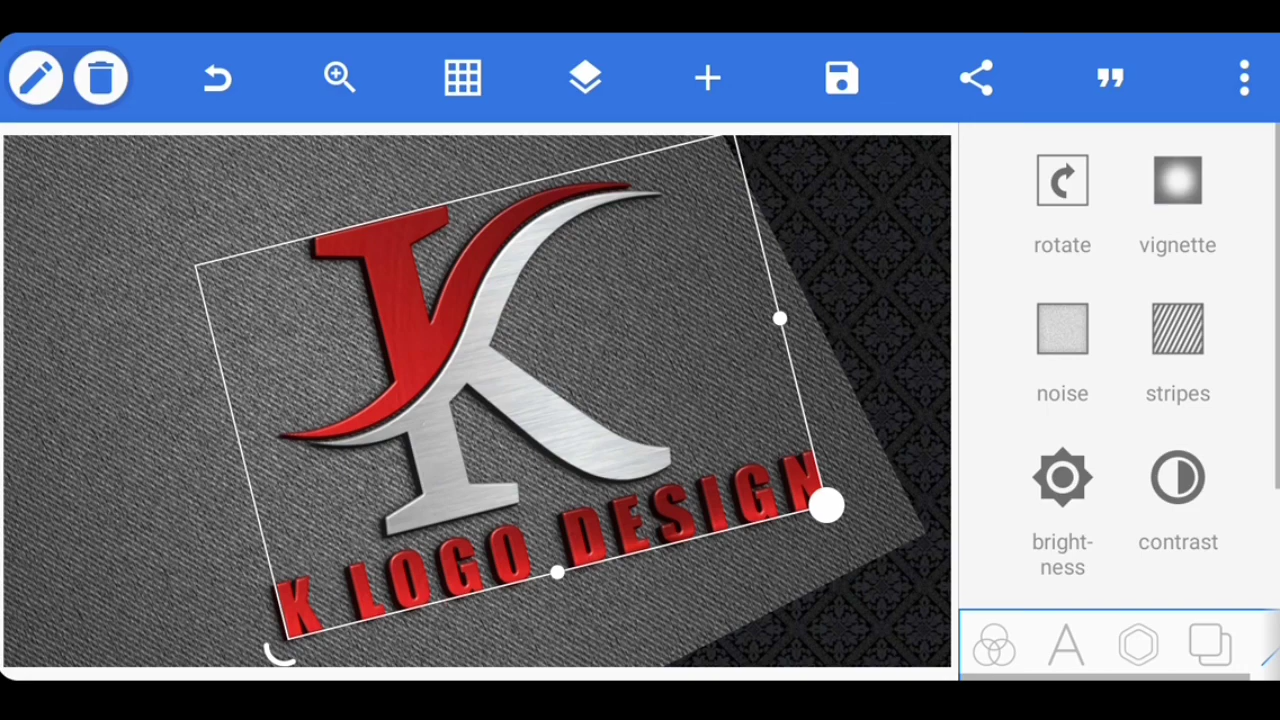 rotate
vignette
noise
stripes
bright-
ness
contrast
K
K LOGO DESIGN